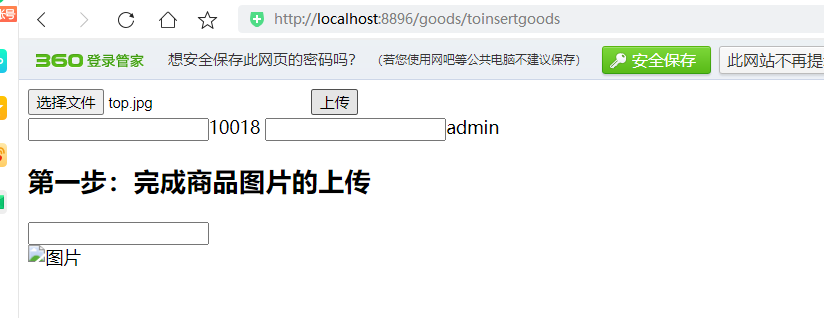 账号
http://localhost:8896/goods/toinsertgoods
360 登录管家 想安全保存此网页的密码吗? (若您使用网吧等公共电脑不建议保存) 安全保存 此网站不再提
选择文件 top.jpg 上传
10018 admin
第一步：完成商品图片的上传
图片